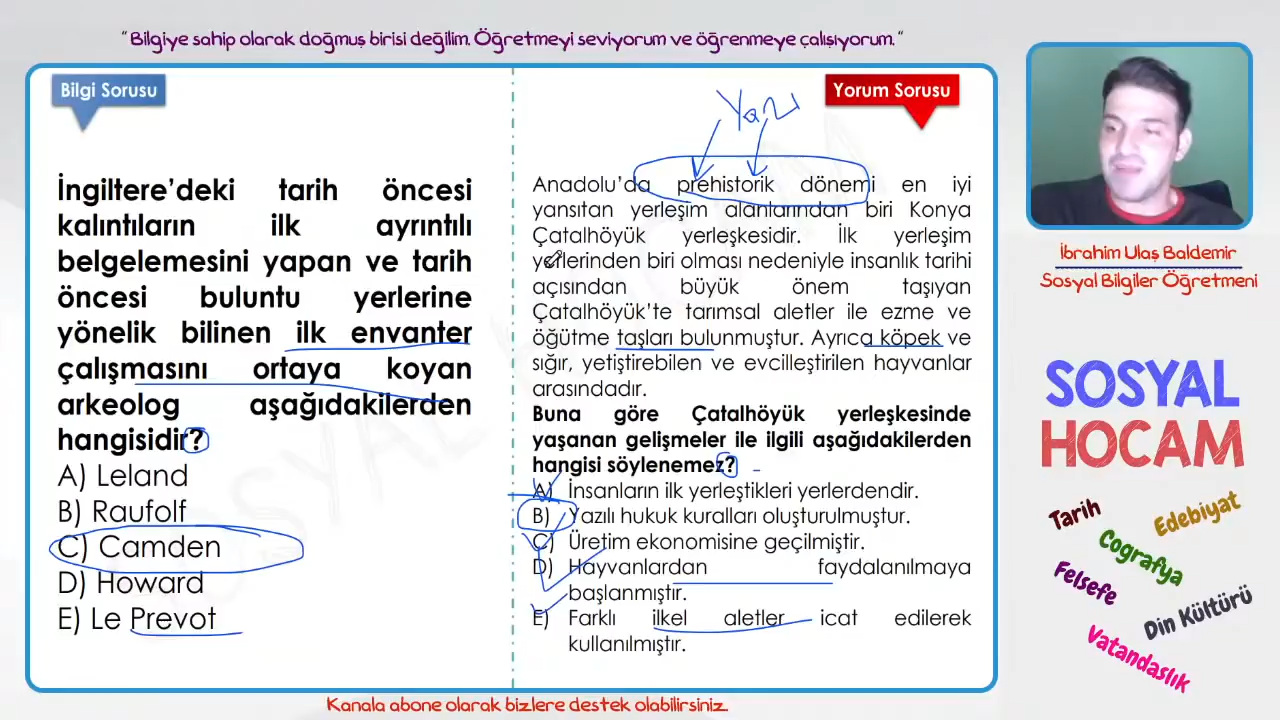 “Bilgiye sahip olarak doğmuş birisi değilim. Öğretmeyi seviyorum ve öğrenmeye çalışıyorum.”
Bilgi Sorusu
İngiltere’deki tarih öncesi
kalıntıların ilk ayrıntılı
belgelemesini yapan ve tarih
öncesi buluntu yerlerine
yönelik bilinen ilk envanter
çalışmasını ortaya koyan
arkeolog aşağıdakilerden
hangisidir?
A) Leland
B) Raufolf
C) Camden
D) Howard
E) Le Prevot
Yorum Sorusu
Yazı
Anadolu’da prehistorik dönemi en iyi
yansıtan yerleşim alanlarından biri Konya
Çatalhöyük yerleşkesidir. İlk yerleşim
yerlerinden biri olması nedeniyle insanlık tarihi
açısından büyük önem taşıyan
Çatalhöyük’te tarımsal aletler ile ezme ve
öğütme taşları bulunmuştur. Ayrıca köpek ve
sığır, yetiştirebilen ve evcilleştirilen hayvanlar
arasındadır.
Buna göre Çatalhöyük yerleşkesinde
yaşanan gelişmeler ile ilgili aşağıdakilerden
hangisi söylenemez?
A) İnsanların ilk yerleştikleri yerlerdendir.
B) Yazılı hukuk kuralları oluşturulmuştur.
C) Üretim ekonomisine geçilmiştir.
D) Hayvanlardan faydalanılmaya
başlanmıştır.
E) Farklı ilkel aletler icat edilerek
kullanılmıştır.
İbrahim Ulaş Baldemir
Sosyal Bilgiler Öğretmeni
SOSYAL
HOCAM
Tarih
Edebiyat
Coğrafya
Felsefe
Din Kültürü
Vatandaslık
Kanala abone olarak bizlere destek olabilirsiniz.